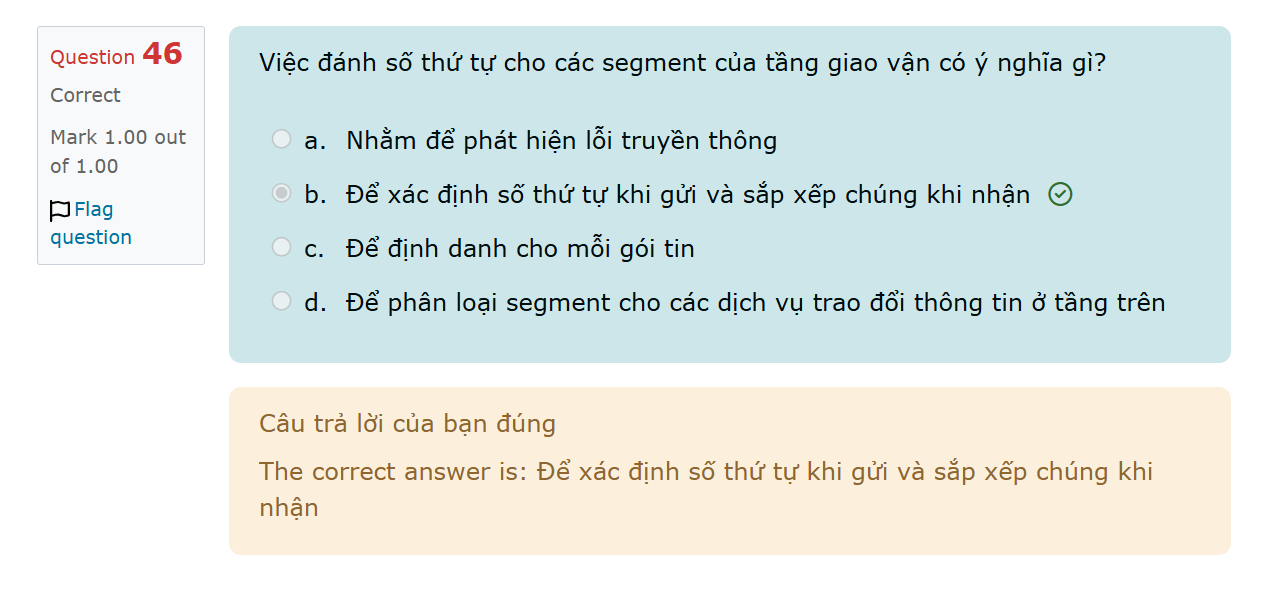 Question 46
Correct
Mark 1.00 out
of 1.00
Flag
question
Việc đánh số thứ tự cho các segment của tầng giao vận có ý nghĩa gì?
a. Nhằm để phát hiện lỗi truyền thông
b. Để xác định số thứ tự khi gửi và sắp xếp chúng khi nhận
c. Để định danh cho mỗi gói tin
d. Để phân loại segment cho các dịch vụ trao đổi thông tin ở tầng trên
Câu trả lời của bạn đúng
The correct answer is: Để xác định số thứ tự khi gửi và sắp xếp chúng khi
nhận